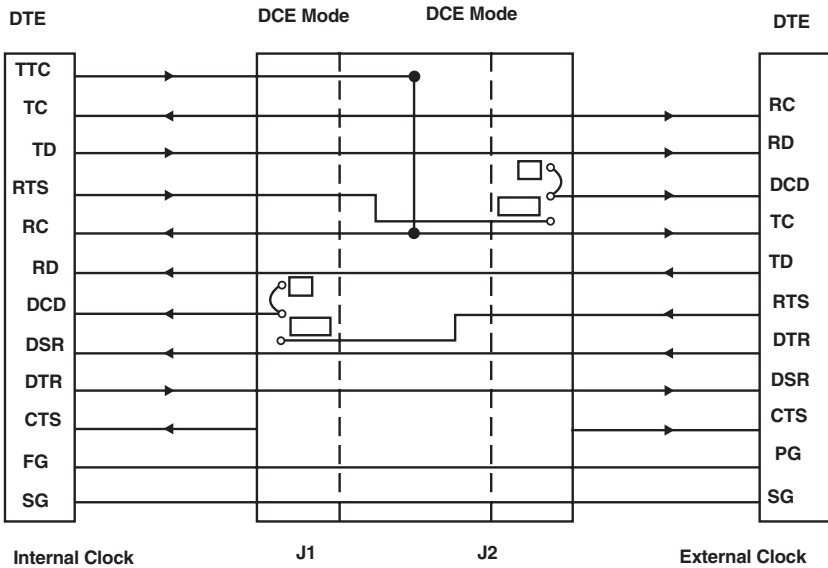 DTE
DCE Mode
DCE Mode
DTE
TTC
TC
TD
RTS
RC
RD
DCD
DSR
DTR
CTS
FG
SG
RC
RD
DCD
TC
TD
RTS
DTR
DSR
CTS
PG
SG
Internal Clock
J1
J2
External Clock